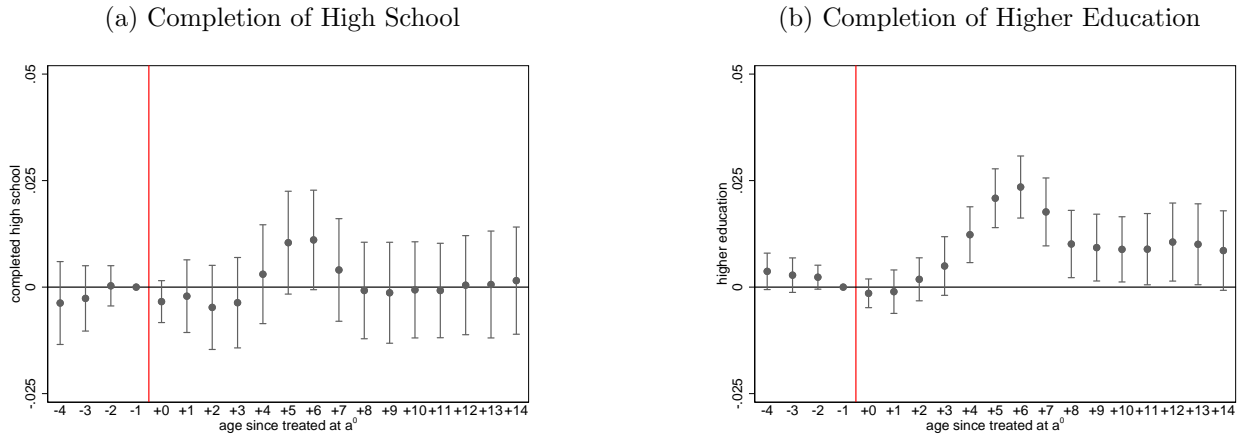 (a) Completion of High School
completed high school
.05
.025
0
-.025
-4 -3 -2 -1 +0 +1 +2 +3 +4 +5 +6 +7 +8 +9 +10 +11 +12 +13 +14
age since treated at a⁰
(b) Completion of Higher Education
higher education
.05
.025
0
-.025
-4 -3 -2 -1 +0 +1 +2 +3 +4 +5 +6 +7 +8 +9 +10 +11 +12 +13 +14
age since treated at a⁰